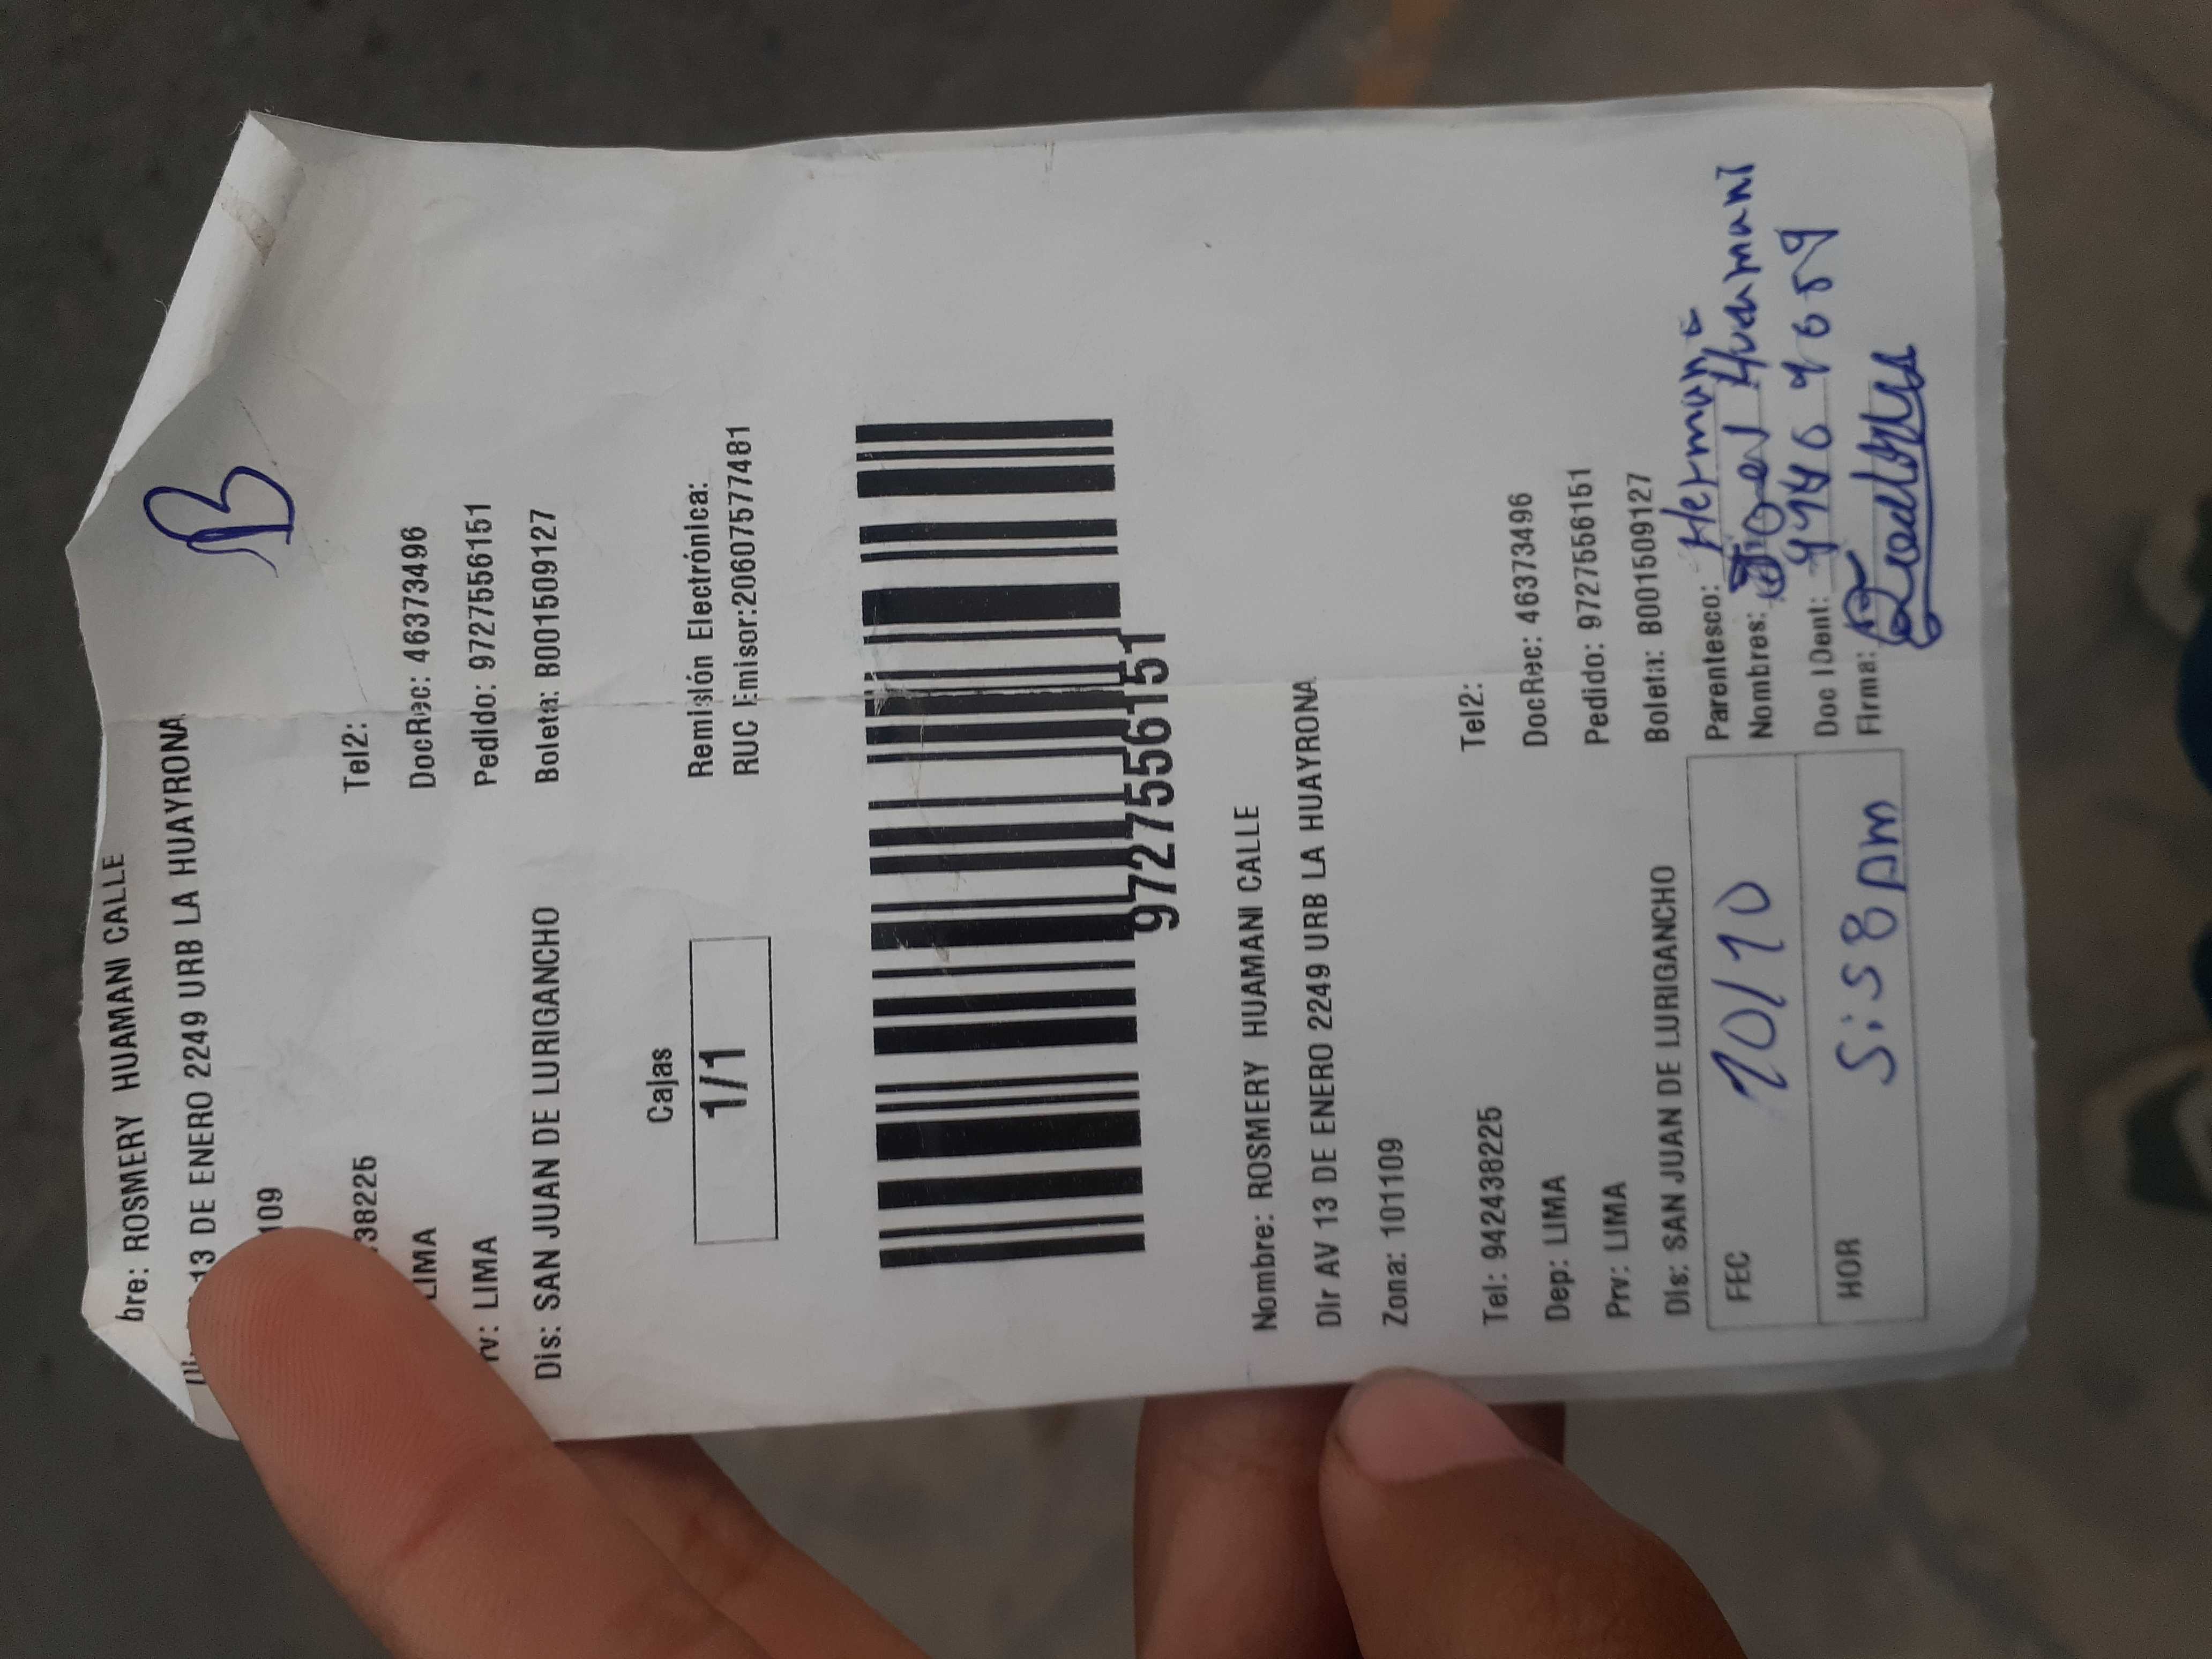 B
bre: ROSMERY HUAMANI CALLE
13 DE ENERO 2249 URB LA HUAYRONA
109
38225
Tel2:
LIMA
DocRec: 46373496
rv: LIMA
Pedido: 9727556151
Dis: SAN JUAN DE LURIGANCHO
Boleta: B001509127
Cajas
1/1
Remisión Electrónica:
RUC Emisor:20607577481
9727556151
Nombre: ROSMERY HUAMANI CALLE
Dir AV 13 DE ENERO 2249 URB LA HUAYRONA
Zona: 101109
Tel: 942438225
Tel2:
Dep: LIMA
DocRec: 46373496
Prv: LIMA
Pedido: 9727556151
Dis: SAN JUAN DE LURIGANCHO
Boleta: B001509127
FEC
HOR
5:58 AM
Parentesco: Hermano
Nombres: Joel Huamani
Doc IDent:
Firma: